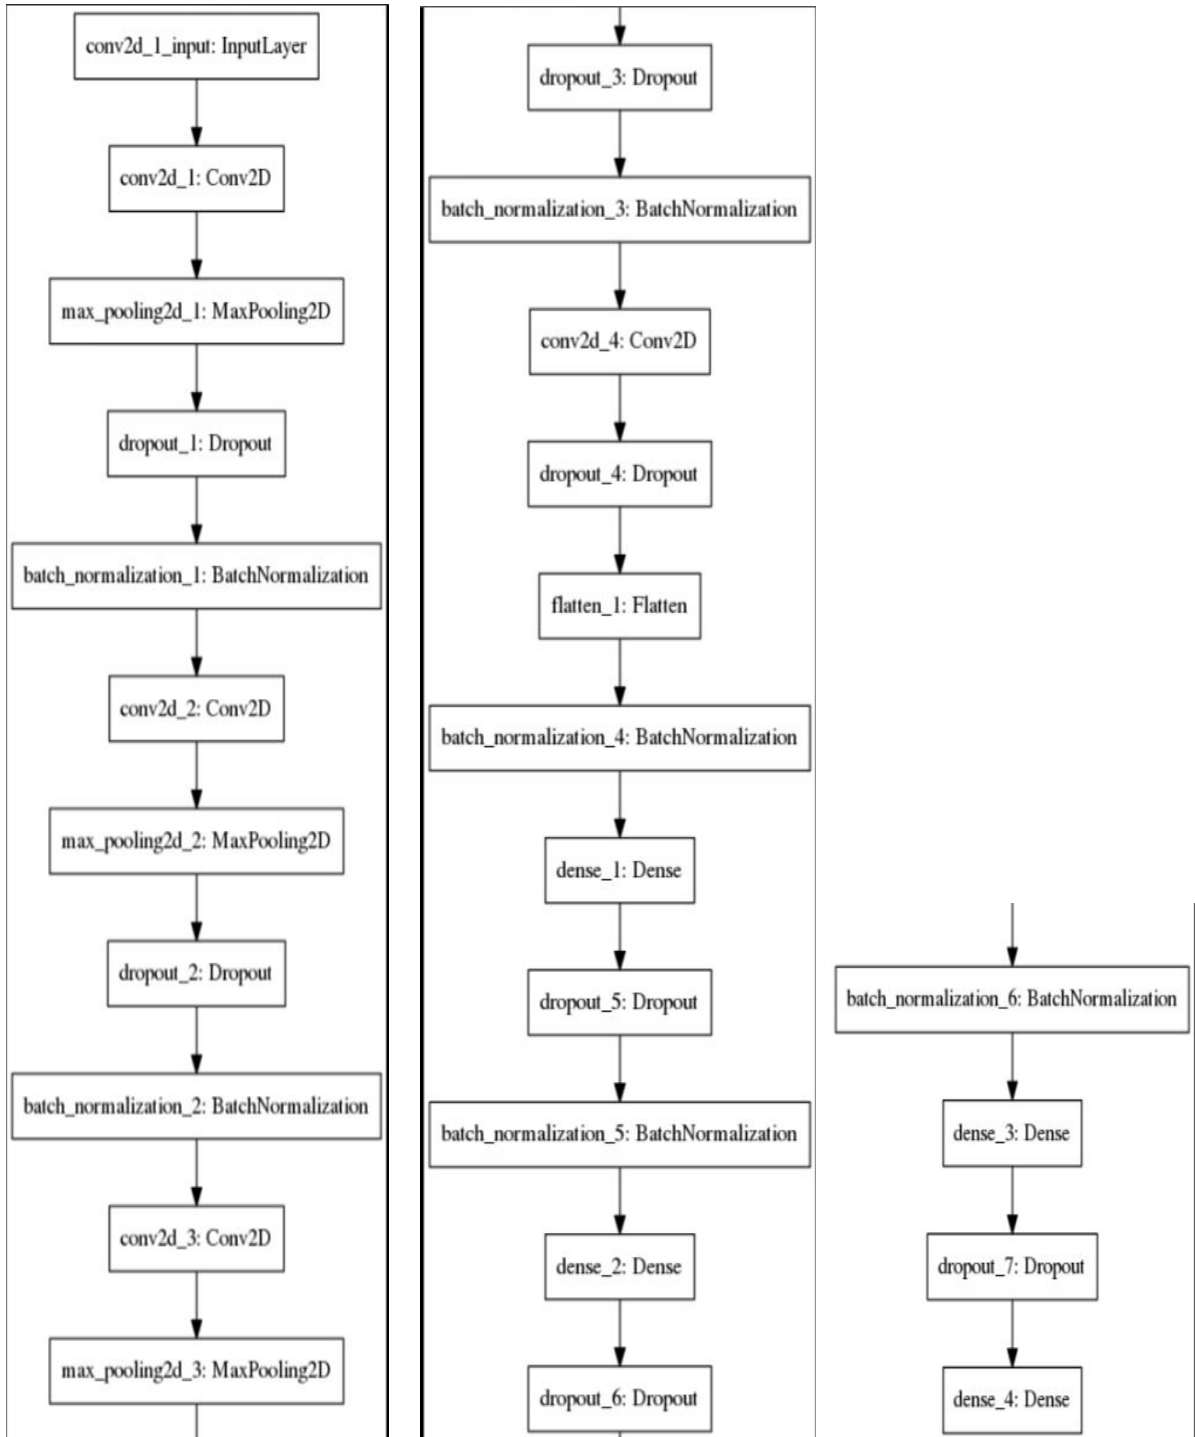 conv2d_1_input: InputLayer
conv2d_1: Conv2D
max_pooling2d_1: MaxPooling2D
dropout_1: Dropout
batch_normalization_1: BatchNormalization
conv2d_2: Conv2D
max_pooling2d_2: MaxPooling2D
dropout_2: Dropout
batch_normalization_2: BatchNormalization
conv2d_3: Conv2D
max_pooling2d_3: MaxPooling2D
dropout_3: Dropout
batch_normalization_3: BatchNormalization
conv2d_4: Conv2D
dropout_4: Dropout
flatten_1: Flatten
batch_normalization_4: BatchNormalization
dense_1: Dense
dropout_5: Dropout
batch_normalization_5: BatchNormalization
dense_2: Dense
dropout_6: Dropout
batch_normalization_6: BatchNormalization
dense_3: Dense
dropout_7: Dropout
dense_4: Dense